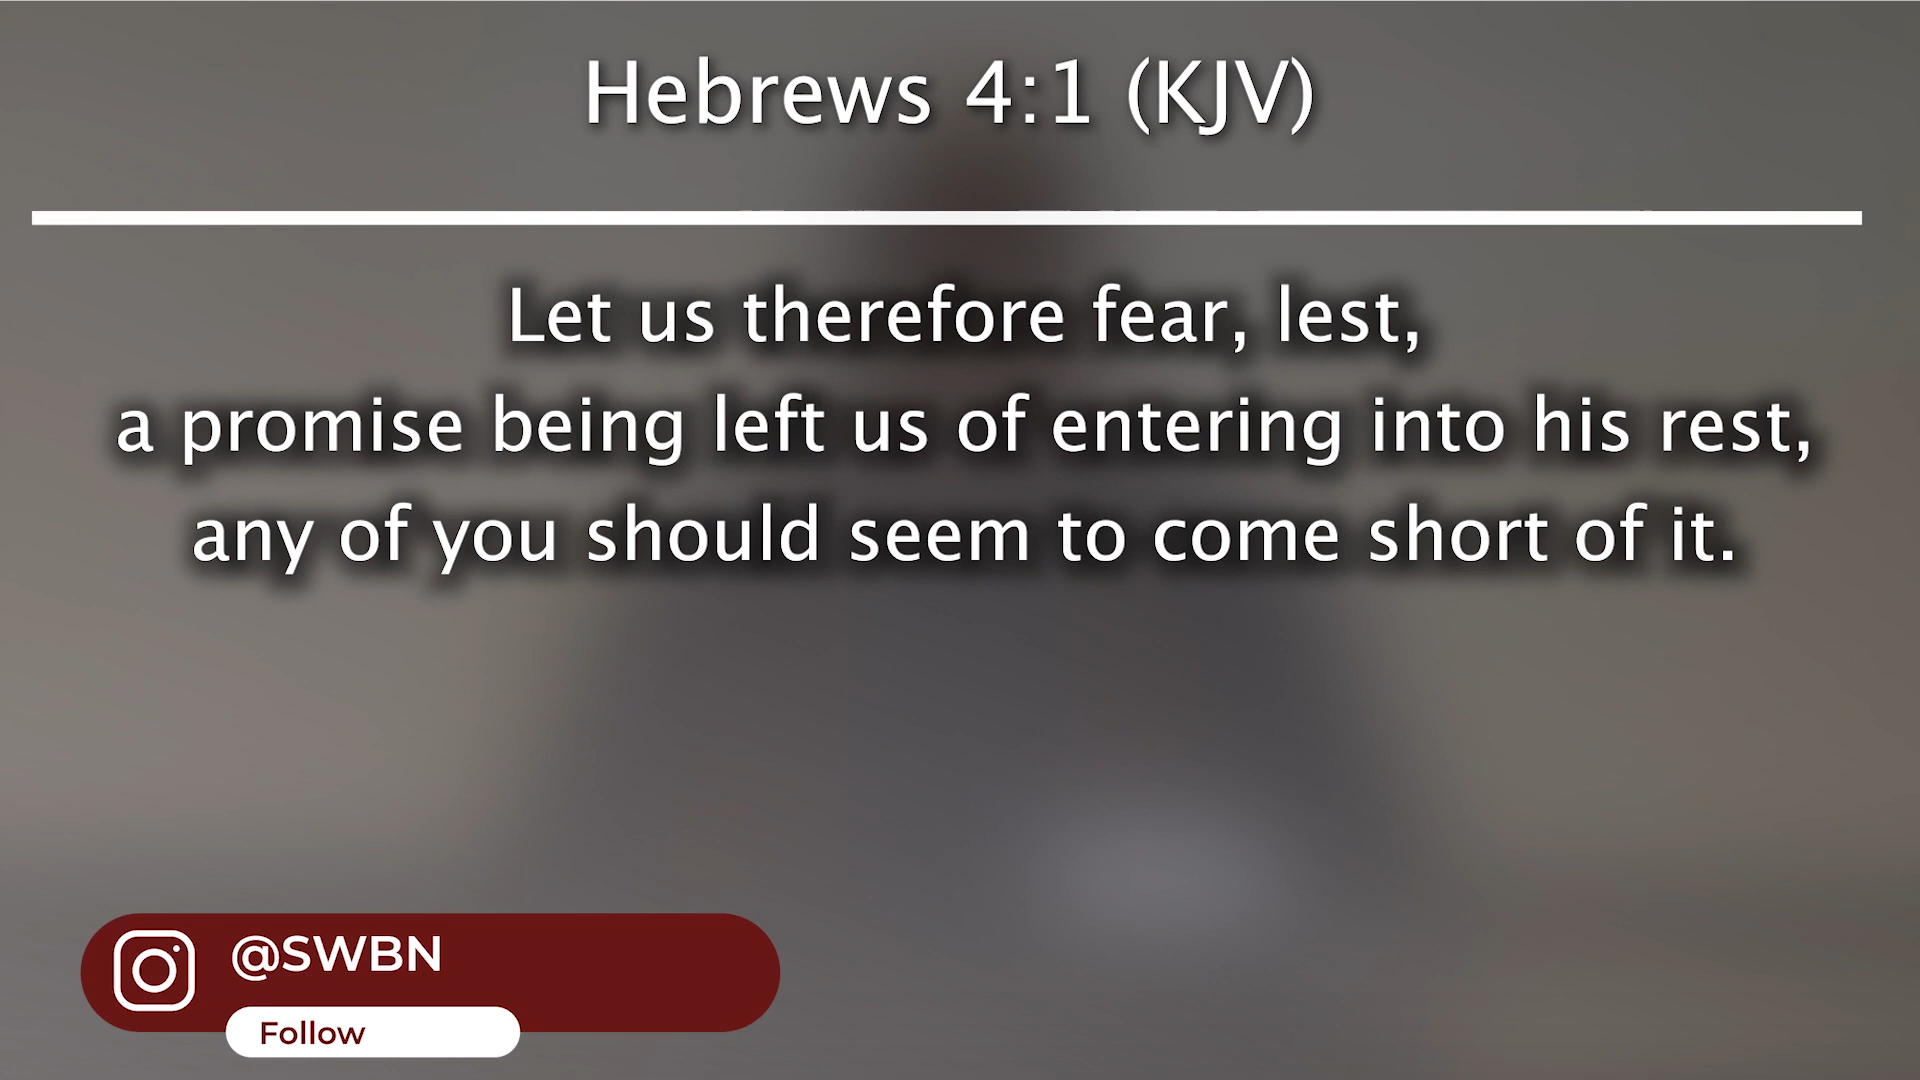 Hebrews 4:1 (KJV)
Let us therefore fear, lest,
a promise being left us of entering into his rest,
any of you should seem to come short of it.
@SWBN
Follow